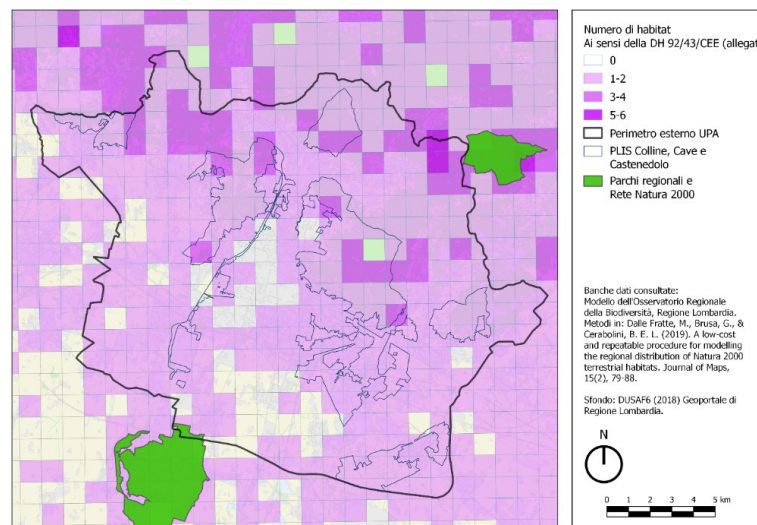 Numero di habitat
Ai sensi della DH 92/43/CEE (allegat
0
1-2
3-4
5-6
Perimetro esterno UPA
PLIS Colline, Cave e
Castenedolo
Parchi regionali e
Rete Natura 2000
Banche dati consultate:
Modello dell'Osservatorio Regionale
della Biodiversità, Regione Lombardia.
Metodi in: Dalle Fratte, M., Brusa, G., &
Cerabolini, B. E. L. (2019). A low-cost
and repeatable procedure for modelling
the regional distribution of Natura 2000
terrestrial habitats. Journal of Maps,
15(2), 79-88.
Sfondo: DUSAF6 (2018) Geoportale di
Regione Lombardia.
N
0 1 2 3 4 5 km